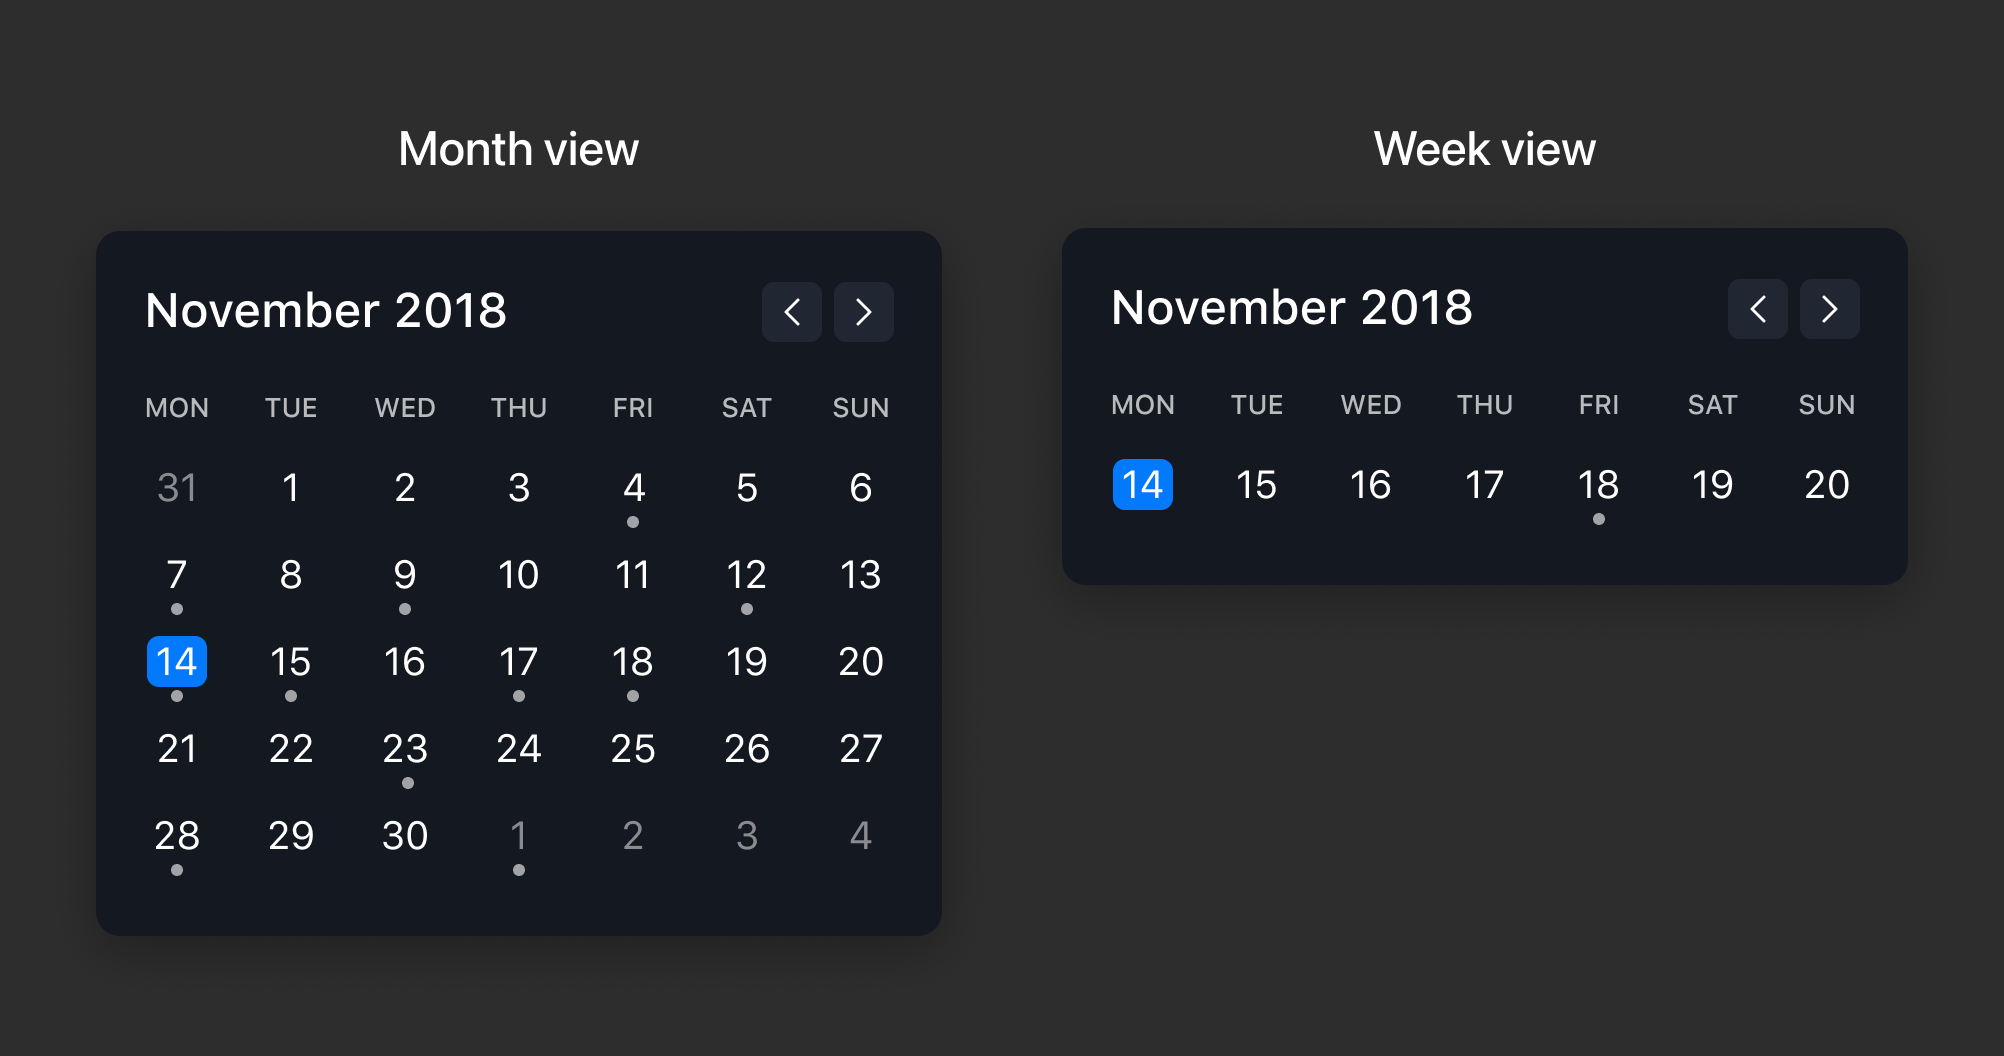 Month view
November 2018
MON TUE WED THU FRI SAT SUN
31 1 2 3 4 5 6
7 8 9 10 11 12 13
14 15 16 17 18 19 20
21 22 23 24 25 26 27
28 29 30 1 2 3 4
Week view
November 2018
MON TUE WED THU FRI SAT SUN
14 15 16 17 18 19 20